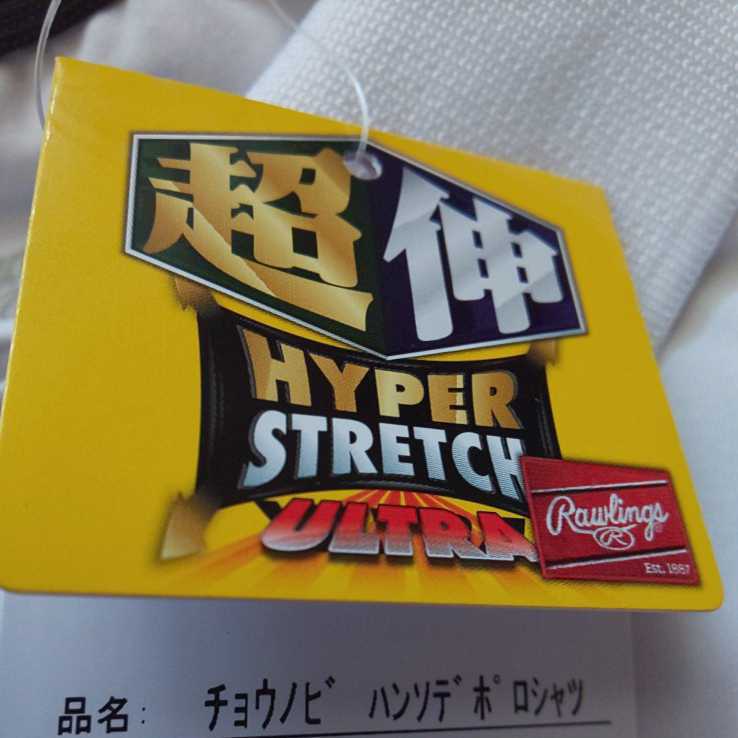 超伸
HYPER
STRETCH
ULTRA
Rawlings
R
Est. 1887
品名: チョウノビﾞ ハンソデﾞポﾟロシャツ